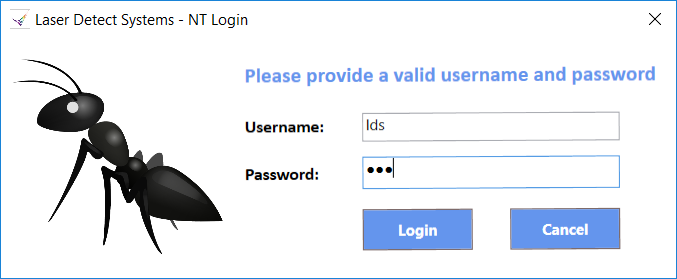 Laser Detect Systems - NT Login
Please provide a valid username and password
Username:
lds
Password:
•••
Login
Cancel